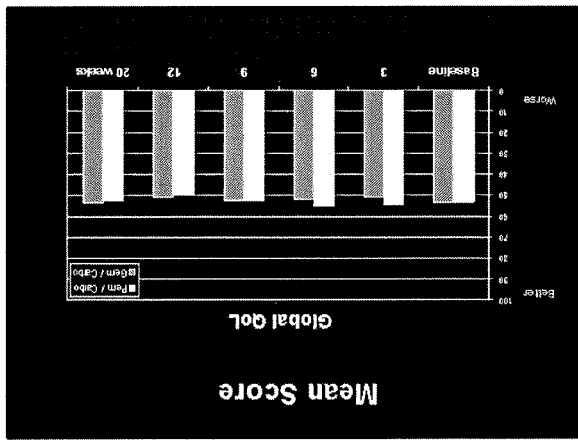 Mean Score
Global QoL
Better
100
90
80
70
60
50
40
30
20
10
0
Worse
Pem / Carbo
Gem / Carbo
Baseline 3 6 9 12 20 weeks